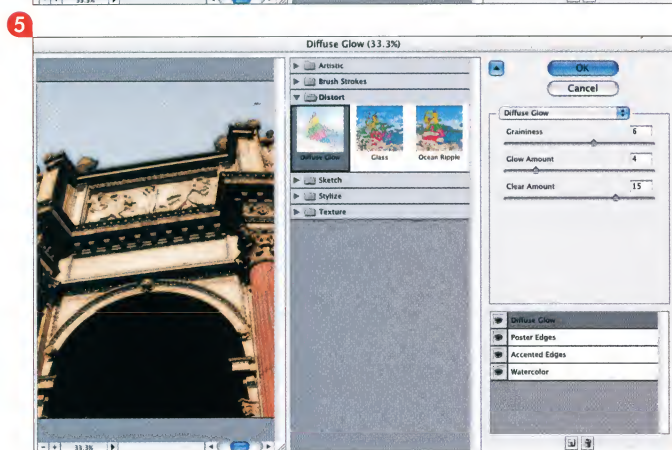 33.3%
5
Diffuse Glow (33.3%)
Artistic
Brush Strokes
Distort
Diffuse Glow
Glass
Ocean Ripple
Sketch
Stylize
Texture
OK
Cancel
Diffuse Glow
Graininess 6
Glow Amount 4
Clear Amount 15
Diffuse Glow
Poster Edges
Accented Edges
Watercolor
33.3%